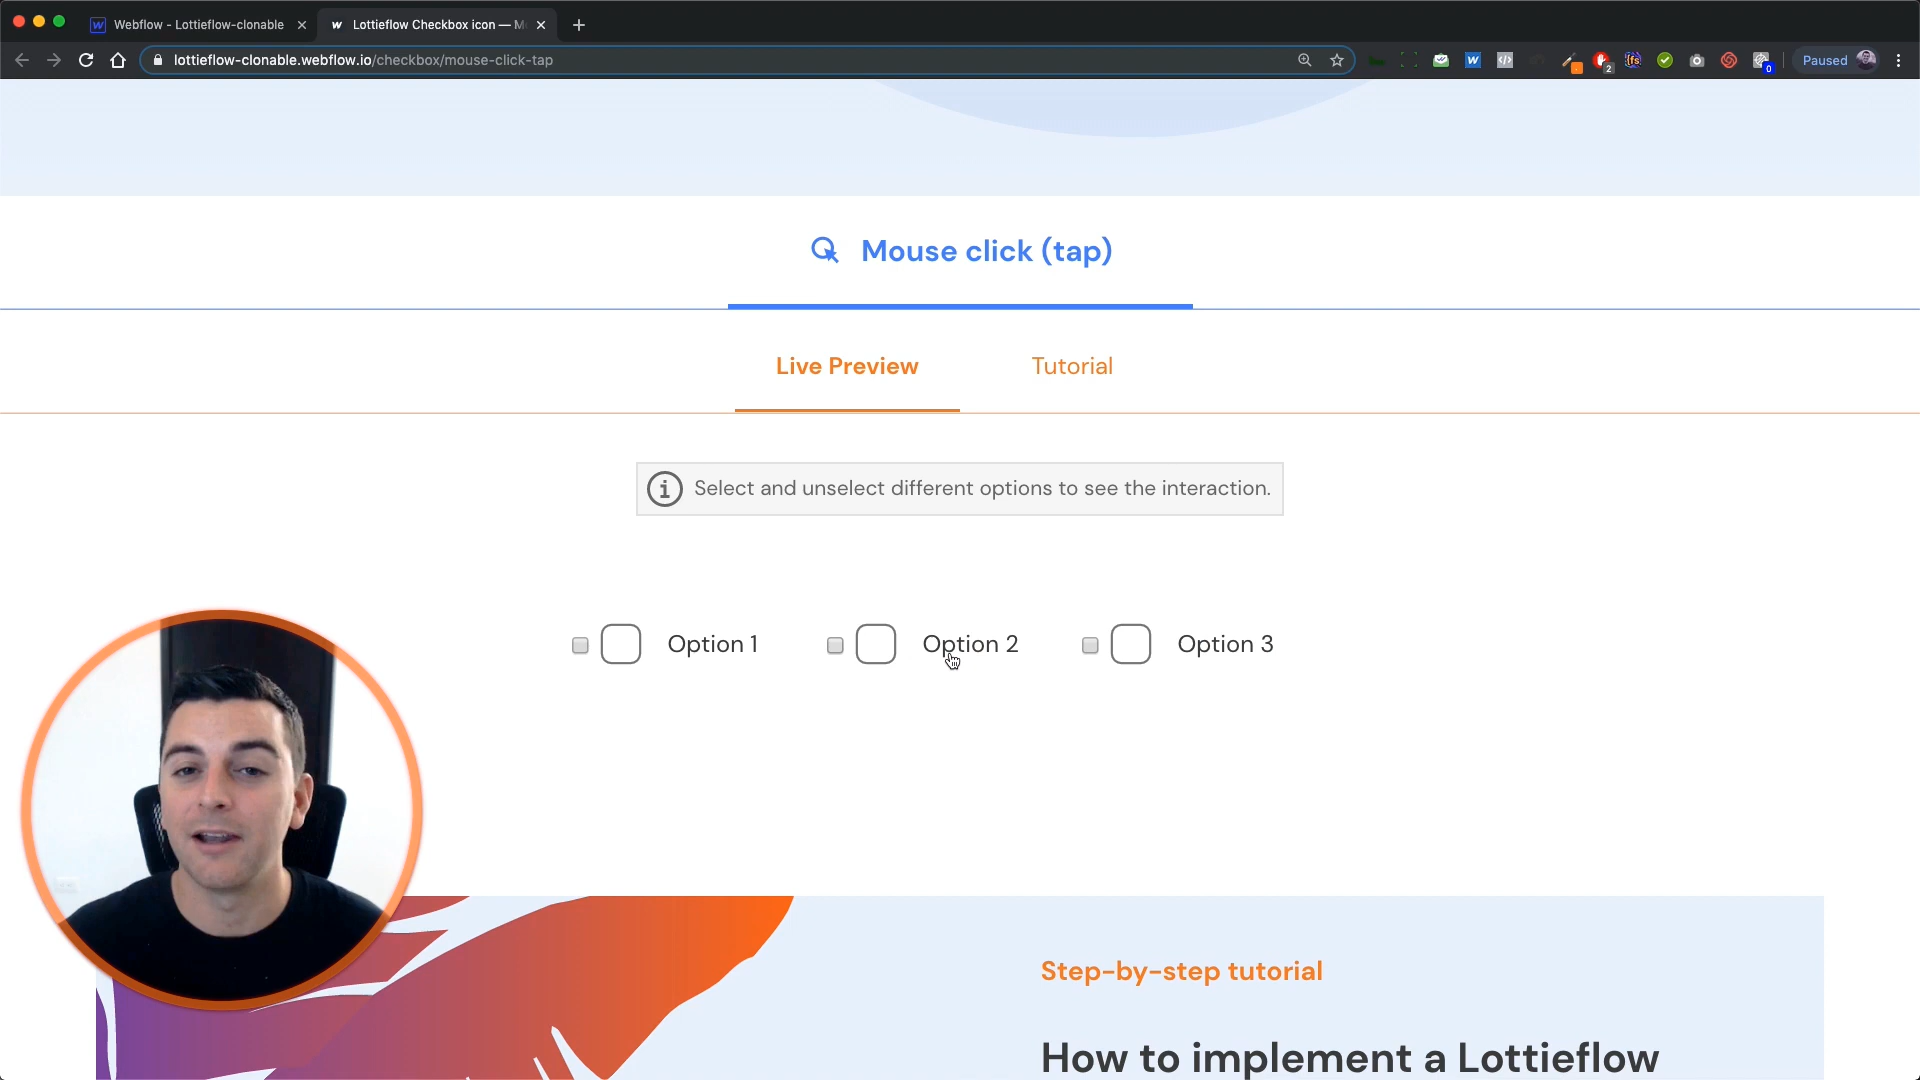 Webflow - Lottieflow-clonable
Lottieflow Checkbox icon — M
lottieflow-clonable.webflow.io/checkbox/mouse-click-tap
2
0
Paused
Mouse click (tap)
Live Preview
Tutorial
Select and unselect different options to see the interaction.
Option 1
Option 2
Option 3
Step-by-step tutorial
How to implement a Lottieflow